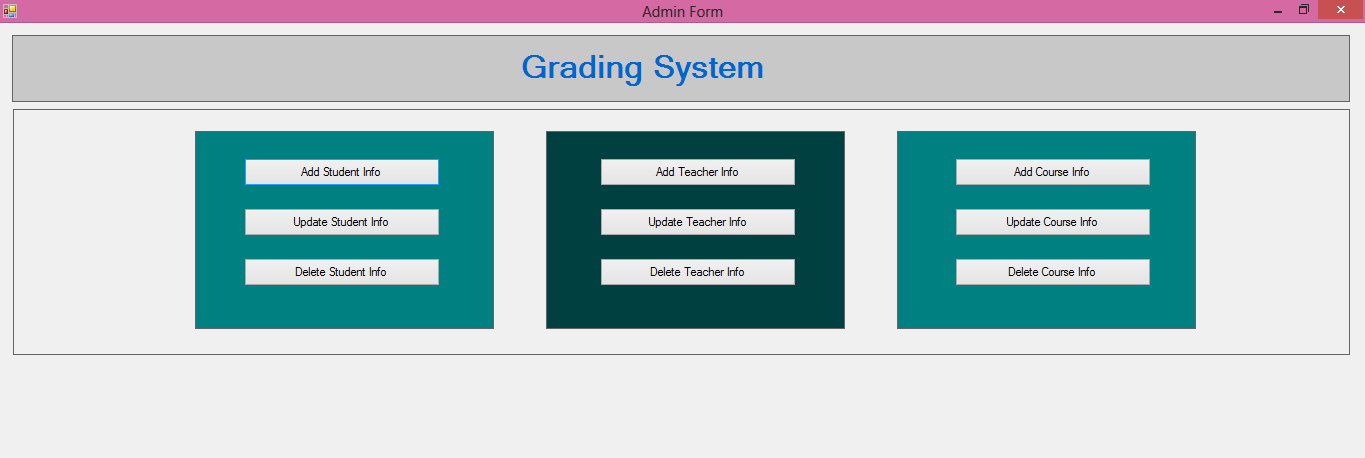 Admin Form
Grading System
Add Student Info
Add Teacher Info
Add Course Info
Update Student Info
Update Teacher Info
Update Course Info
Delete Student Info
Delete Teacher Info
Delete Course Info